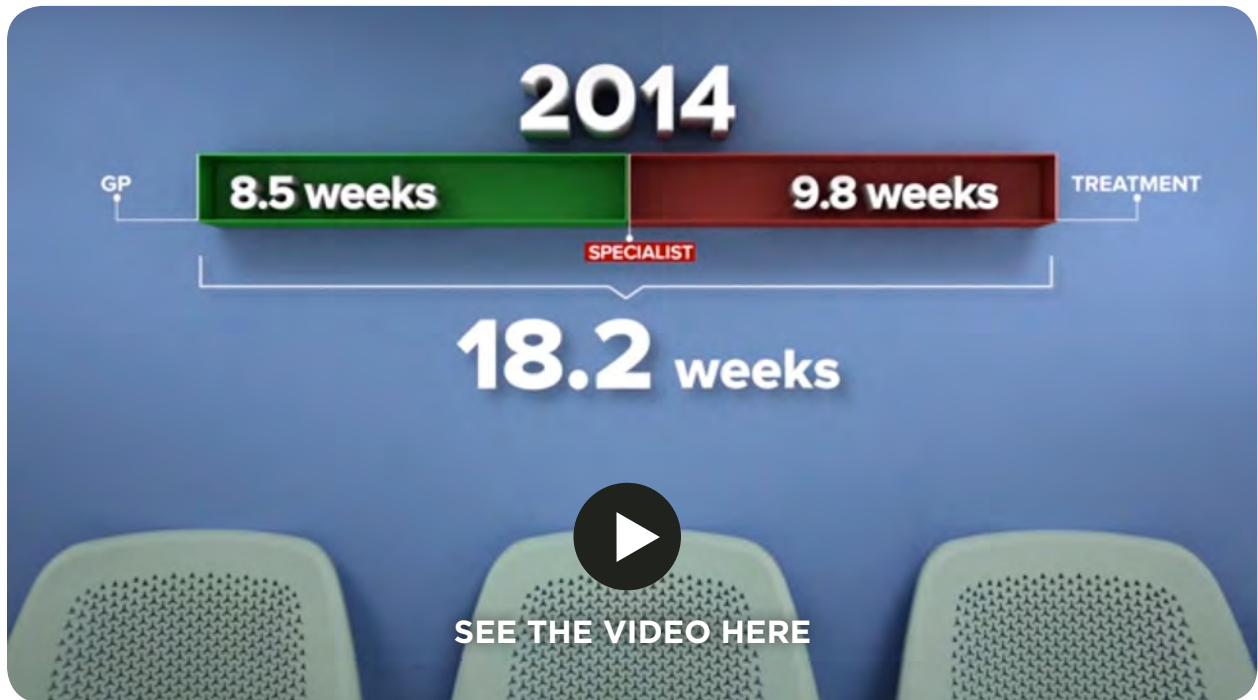 2014
GP
8.5 weeks
9.8 weeks
TREATMENT
SPECIALIST
18.2 weeks
SEE THE VIDEO HERE